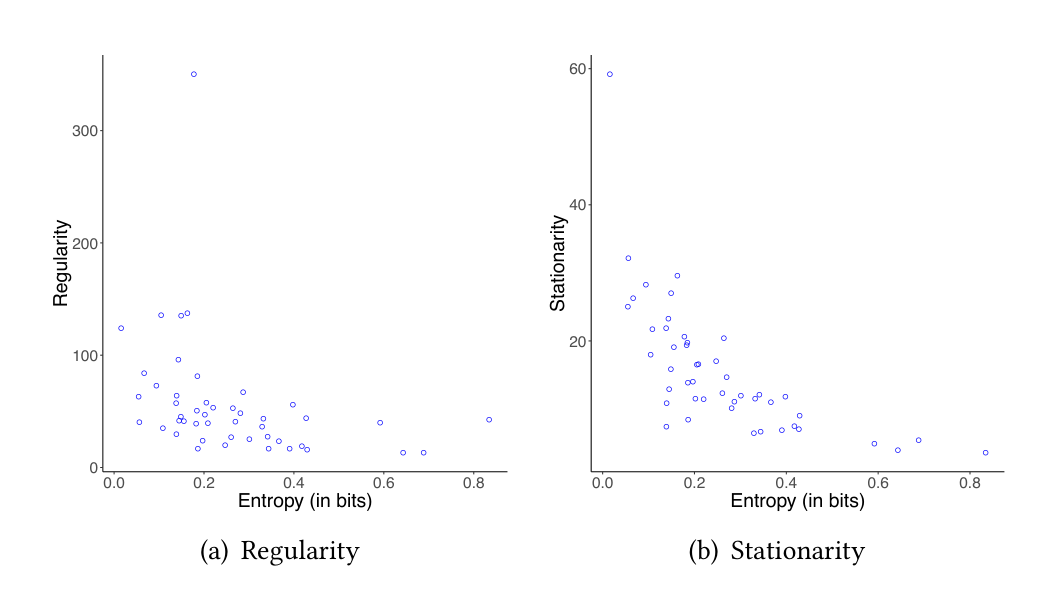 Regularity
300
200
100
0
0.0 0.2 0.4 0.6 0.8
Entropy (in bits)
(a) Regularity
Stationarity
60
40
20
0.0 0.2 0.4 0.6 0.8
Entropy (in bits)
(b) Stationarity